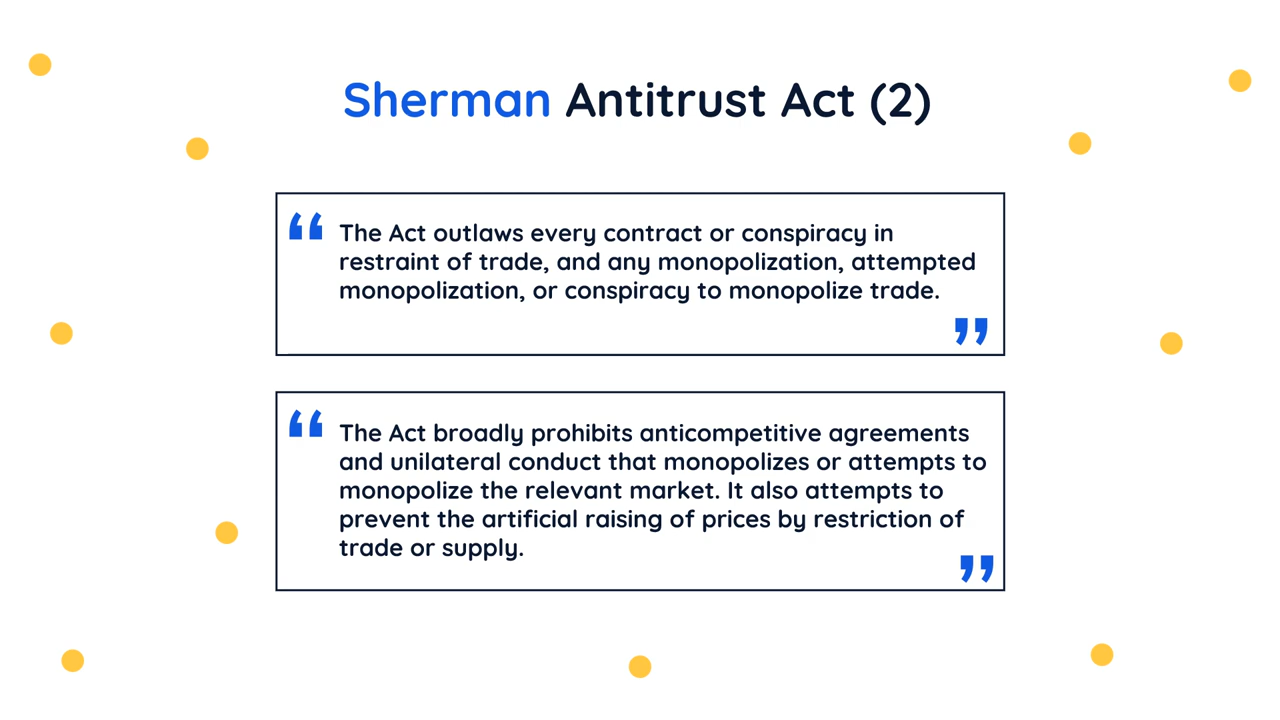 Sherman Antitrust Act (2)
“
The Act outlaws every contract or conspiracy in
restraint of trade, and any monopolization, attempted
monopolization, or conspiracy to monopolize trade.
”
“
The Act broadly prohibits anticompetitive agreements
and unilateral conduct that monopolizes or attempts to
monopolize the relevant market. It also attempts to
prevent the artificial raising of prices by restriction of
trade or supply.
”